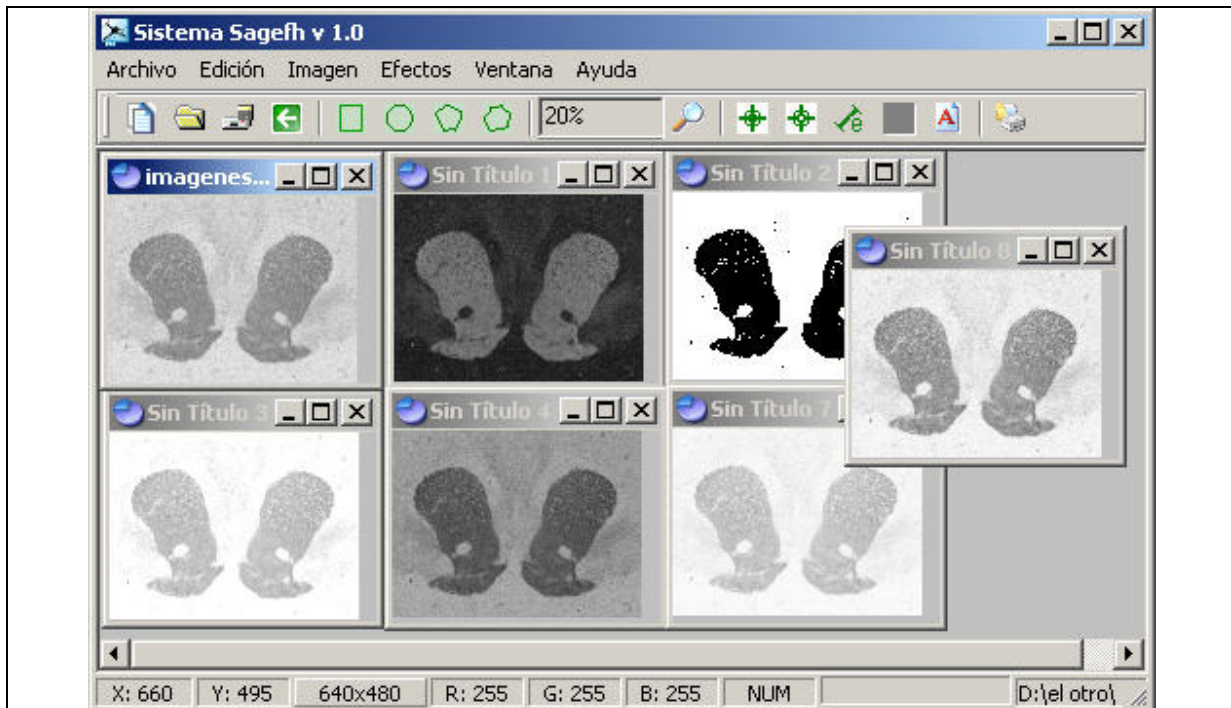 Sistema Sagefh v 1.0
Archivo Edición Imagen Efectos Ventana Ayuda
20%
e
A
imagenes...
Sin Título 1
Sin Título 2
Sin Título 8
Sin Título 3
Sin Título 4
Sin Título 7
X: 660 Y: 495 640x480 R: 255 G: 255 B: 255 NUM D:\el otro\